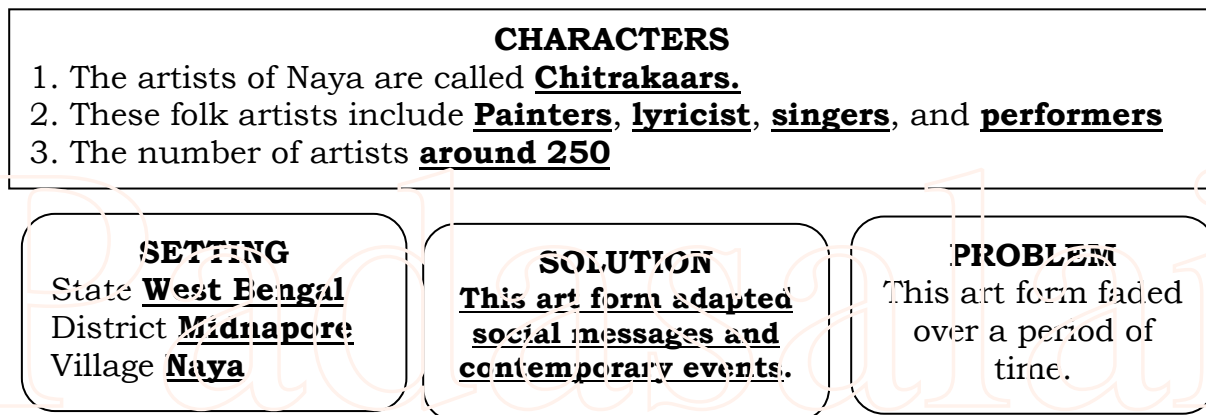 CHARACTERS
1. The artists of Naya are called Chitrakaars.
2. These folk artists include Painters, lyricist, singers, and performers
3. The number of artists around 250
SETTING
State West Bengal
District Midnapore
Village Naya
SOLUTION
This art form adapted
social messages and
contemporary events.
PROBLEM
This art form faded
over a period of
time.
Padasalai